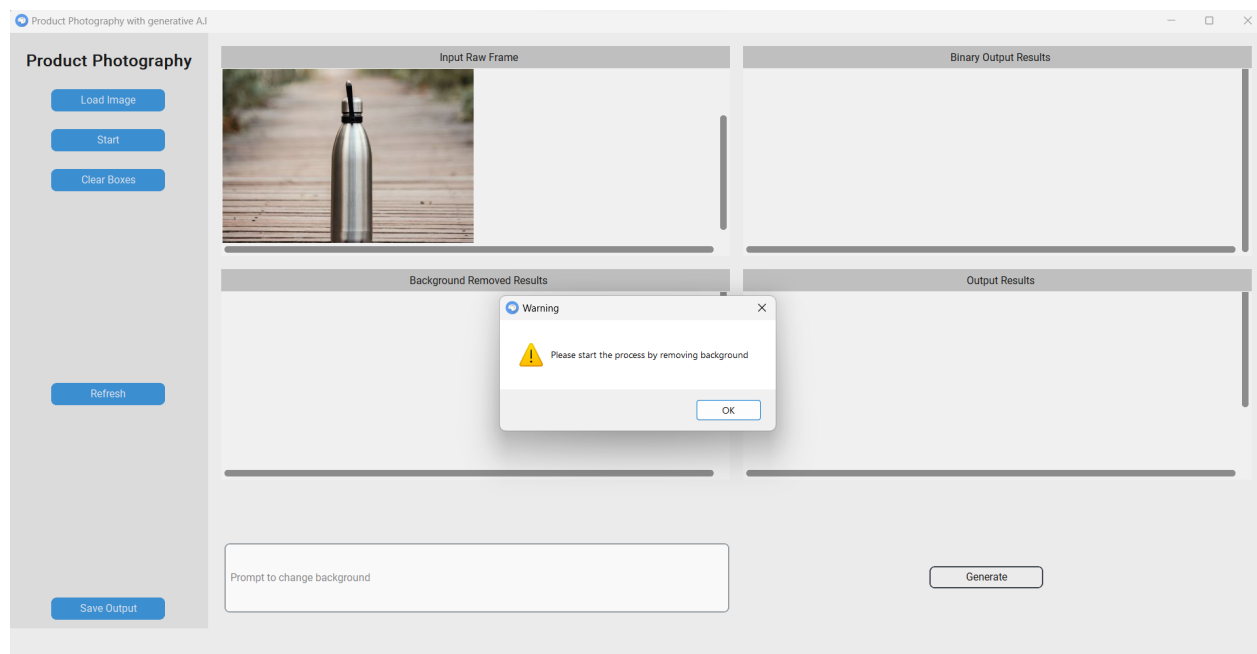 Product Photography with generative A.I
Product Photography
Load Image
Start
Clear Boxes
Refresh
Save Output
Input Raw Frame
Binary Output Results
Background Removed Results
Output Results
Warning
Please start the process by removing background
OK
Prompt to change background
Generate